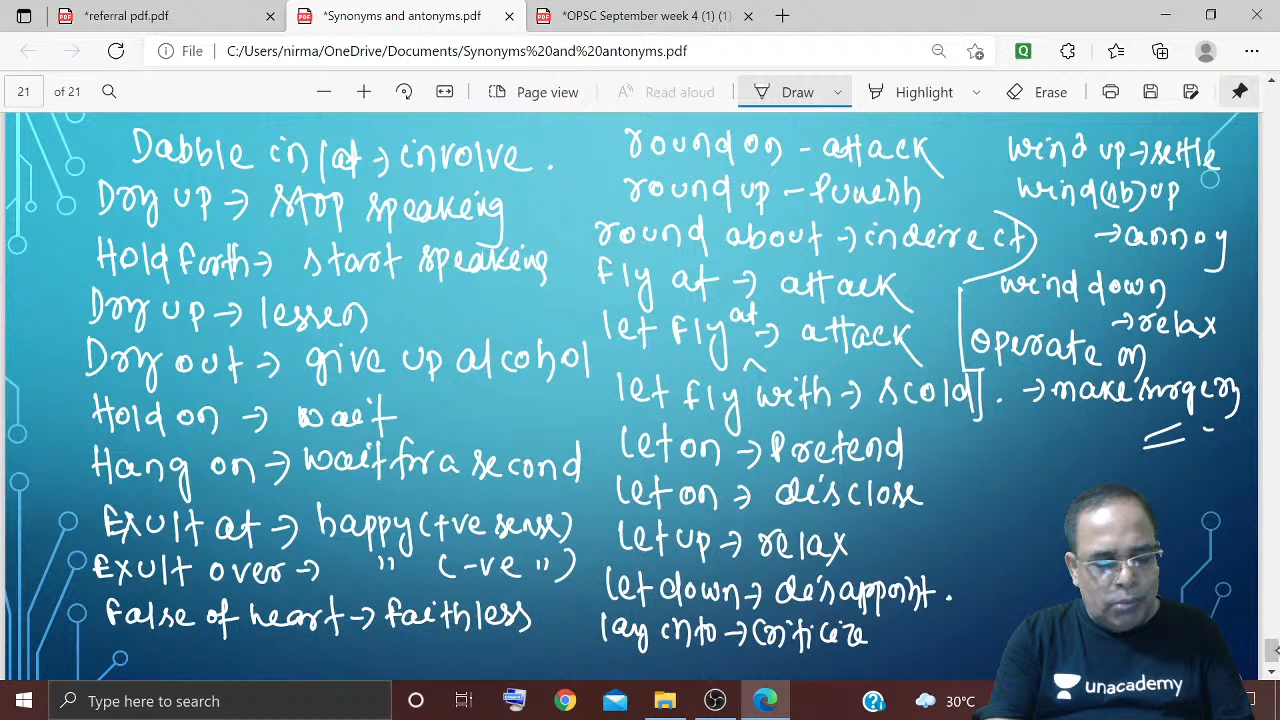 *referral pdf.pdf
*Synonyms and antonyms.pdf
*OPSC September week 4 (1) (1).pdf
File C:/Users/nirma/OneDrive/Documents/Synonyms%20and%20antonyms.pdf
21 of 21 Page view Read aloud Draw Highlight Erase
Dabble in/at → involve.
Dry up → stop speaking
Hold forth → start speaking
Dry up → lessen
Dry out → give up alcohol
Hold on → wait
Hang on → wait for a second
Exult at → happy (+ve sense)
Exult over → " (-ve ")
False of heart → faithless
round on - attack
round up - Punish
round about → indirect
fly at → attack
let fly at → attack
let fly with → scold].
let on → Pretend
let on → disclose
let up → relax
let down → disappoint.
lay into → criticize
wind up → settle
wind (sb) up
→ annoy
wind down
→ relax
Operate on
→ make surgery
unacademy
Type here to search 30°C